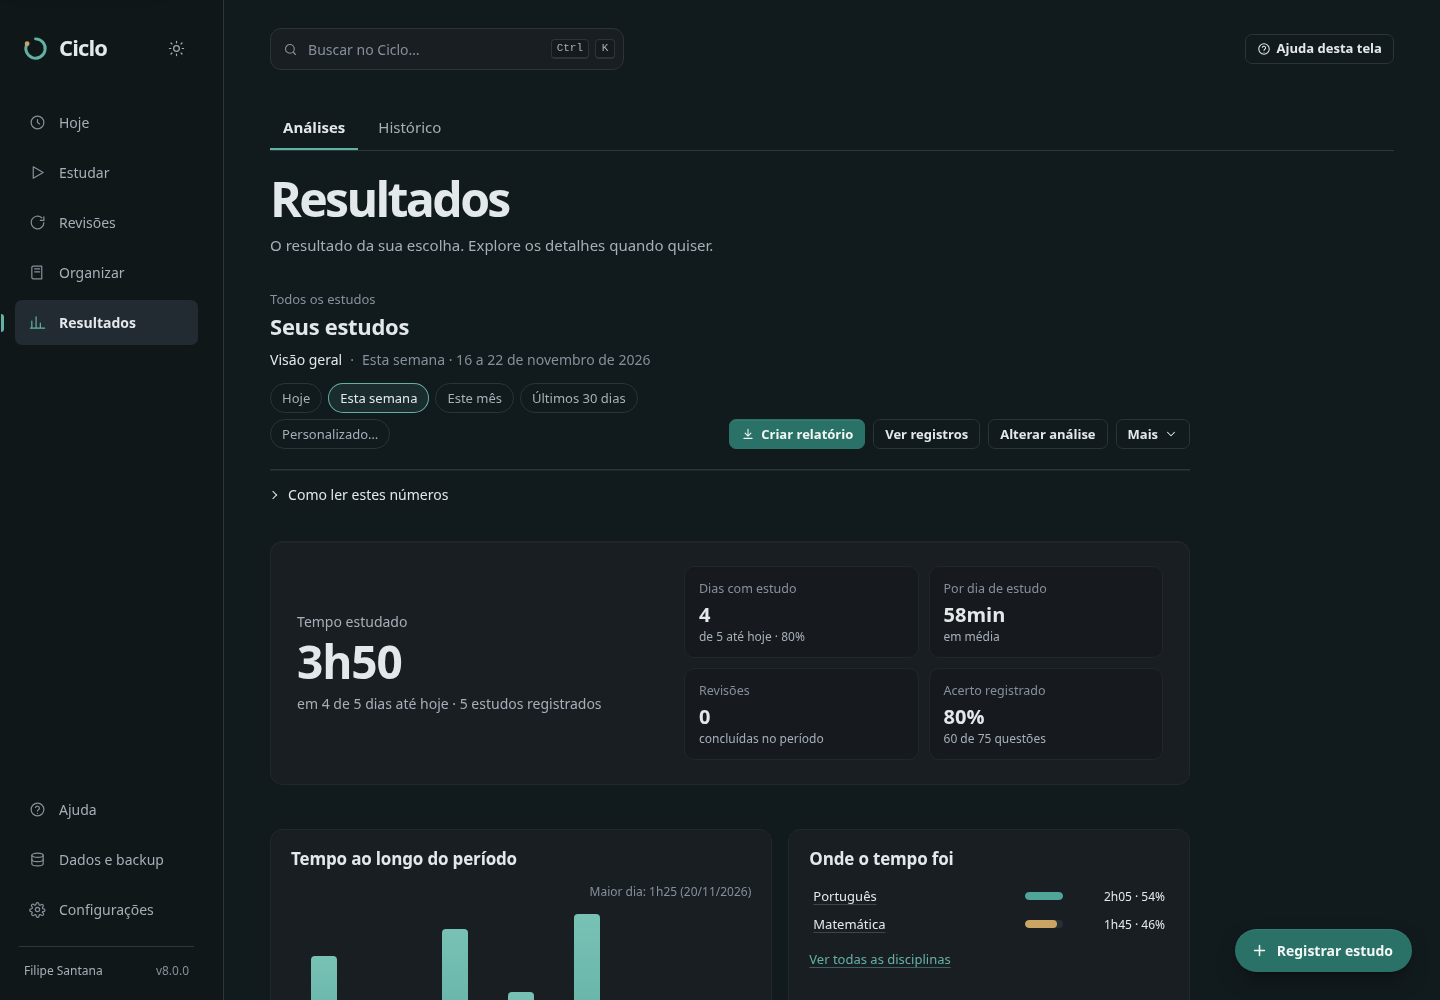 Ciclo
Hoje
Estudar
Revisões
Organizar
Resultados
Ajuda
Dados e backup
Configurações
Filipe Santana v8.0.0
Buscar no Ciclo... Ctrl K
Ajuda desta tela
Análises Histórico
Resultados
O resultado da sua escolha. Explore os detalhes quando quiser.
Todos os estudos
Seus estudos
Visão geral · Esta semana · 16 a 22 de novembro de 2026
Hoje Esta semana Este mês Últimos 30 dias
Personalizado... Criar relatório Ver registros Alterar análise Mais
Como ler estes números
Tempo estudado
3h50
em 4 de 5 dias até hoje · 5 estudos registrados
Dias com estudo
4
de 5 até hoje · 80%
Por dia de estudo
58min
em média
Revisões
0
concluídas no período
Acerto registrado
80%
60 de 75 questões
Tempo ao longo do período
Maior dia: 1h25 (20/11/2026)
Onde o tempo foi
Português 2h05 · 54%
Matemática 1h45 · 46%
Ver todas as disciplinas
Registrar estudo